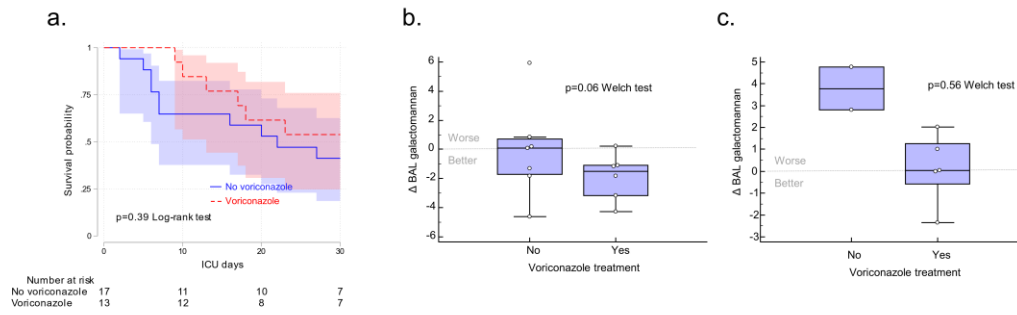 a.
Survival probability
1
.75
.5
.25
0
No voriconazole
Voriconazole
p=0.39 Log-rank test
0 10 20 30
ICU days
Number at risk
No voriconazole 17 11 10 7
Voriconazole 13 12 8 7
b.
Δ BAL galactomannan
6
4
2
0
-2
-4
-6
p=0.06 Welch test
Worse
Better
No Yes
Voriconazole treatment
c.
Δ BAL galactomannan
5
4
3
2
1
0
-1
-2
-3
p=0.56 Welch test
Worse
Better
No Yes
Voriconazole treatment